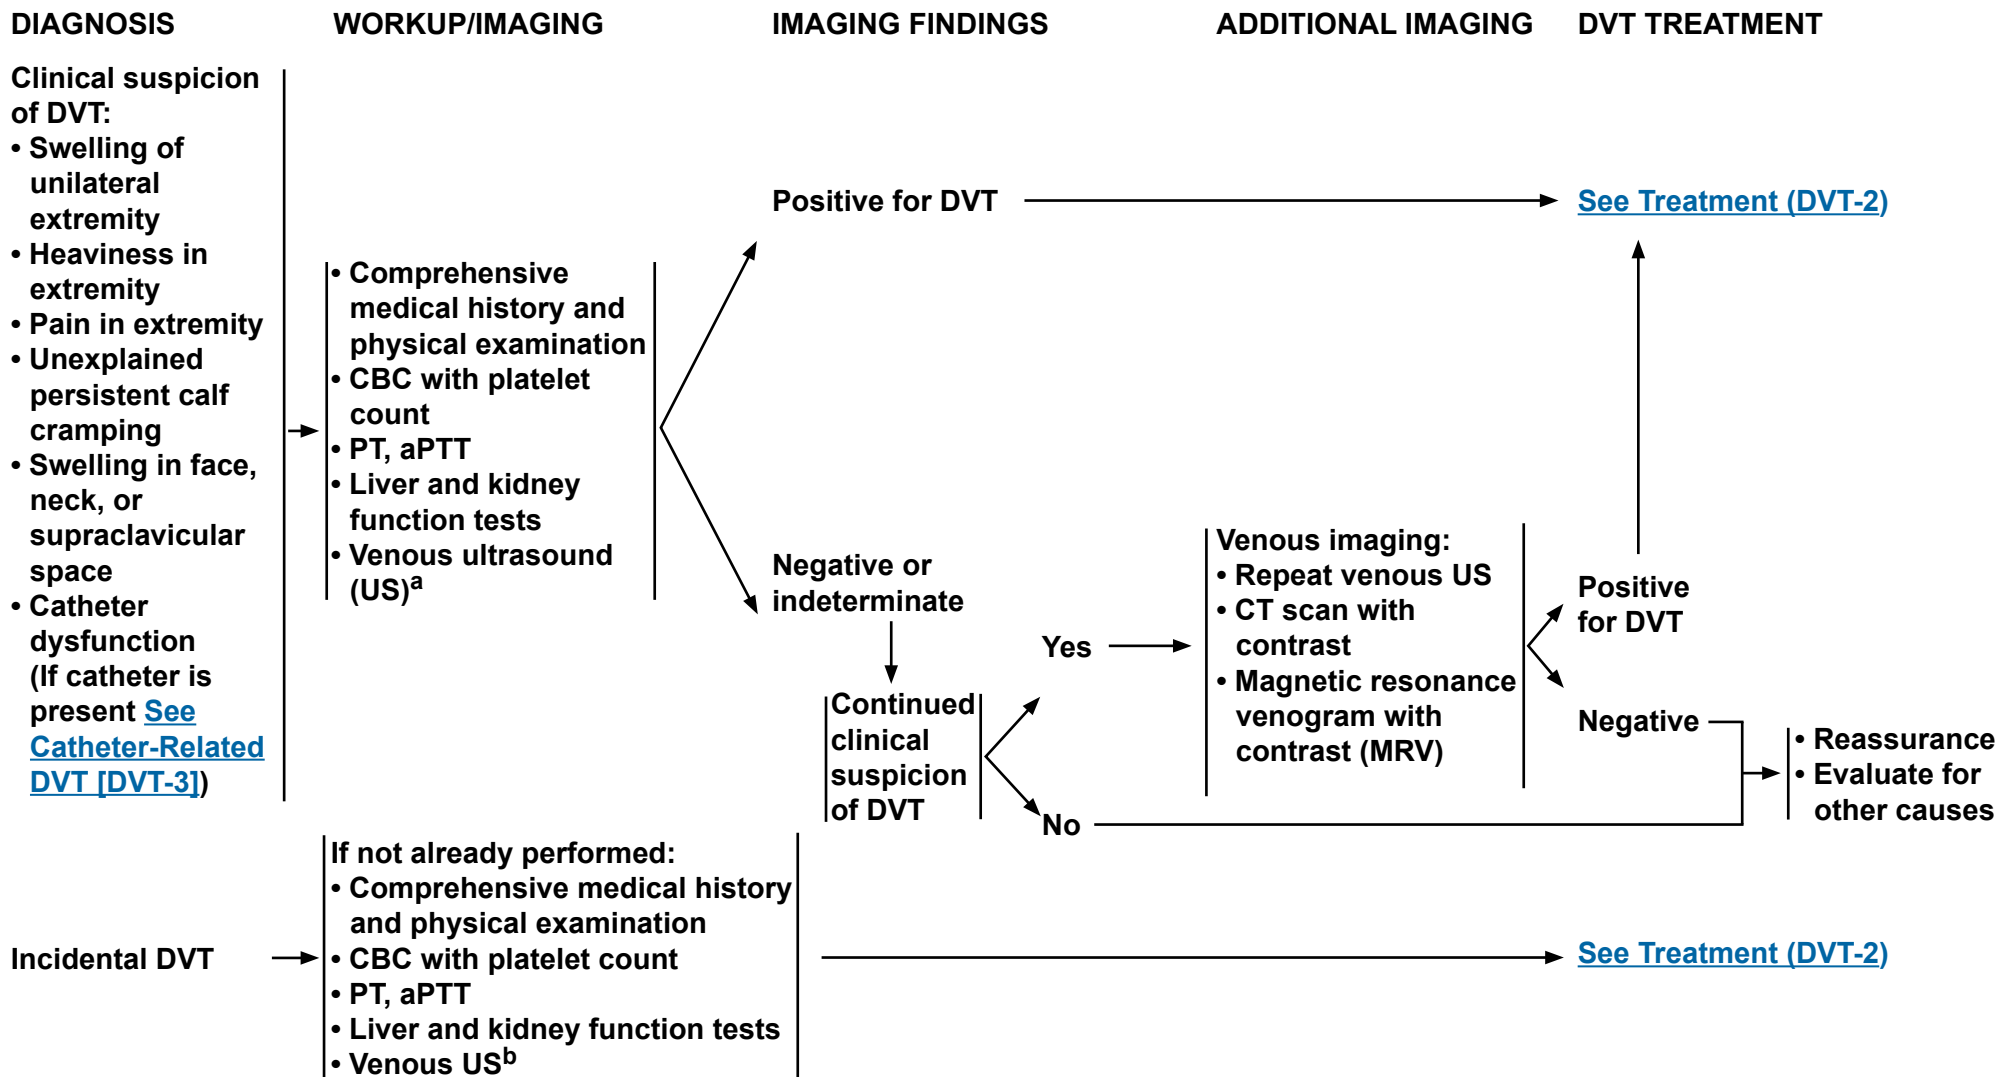 DIAGNOSIS
WORKUP/IMAGING
IMAGING FINDINGS
ADDITIONAL IMAGING
DVT TREATMENT
Clinical suspicion
of DVT:
• Swelling of
unilateral
extremity
• Heaviness in
extremity
• Pain in extremity
• Unexplained
persistent calf
cramping
• Swelling in face,
neck, or
supraclavicular
space
• Catheter
dysfunction
(If catheter is
present See
Catheter-Related
DVT [DVT-3])
• Comprehensive
medical history and
physical examination
• CBC with platelet
count
• PT, aPTT
• Liver and kidney
function tests
• Venous ultrasound
(US)a
Positive for DVT
See Treatment (DVT-2)
Negative or
indeterminate
Continued
clinical
suspicion
of DVT
Yes
No
Venous imaging:
• Repeat venous US
• CT scan with
contrast
• Magnetic resonance
venogram with
contrast (MRV)
Positive
for DVT
Negative
• Reassurance
• Evaluate for
other causes
Incidental DVT
If not already performed:
• Comprehensive medical history
and physical examination
• CBC with platelet count
• PT, aPTT
• Liver and kidney function tests
• Venous USb
See Treatment (DVT-2)